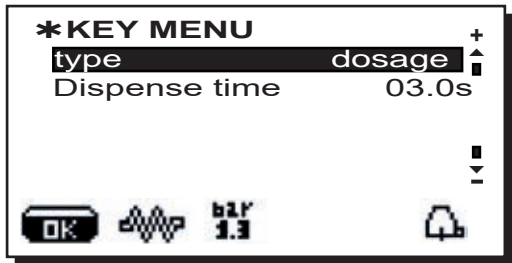 *KEY MENU +
type dosage
Dispense time 03.0s
-
OK bar
1.3